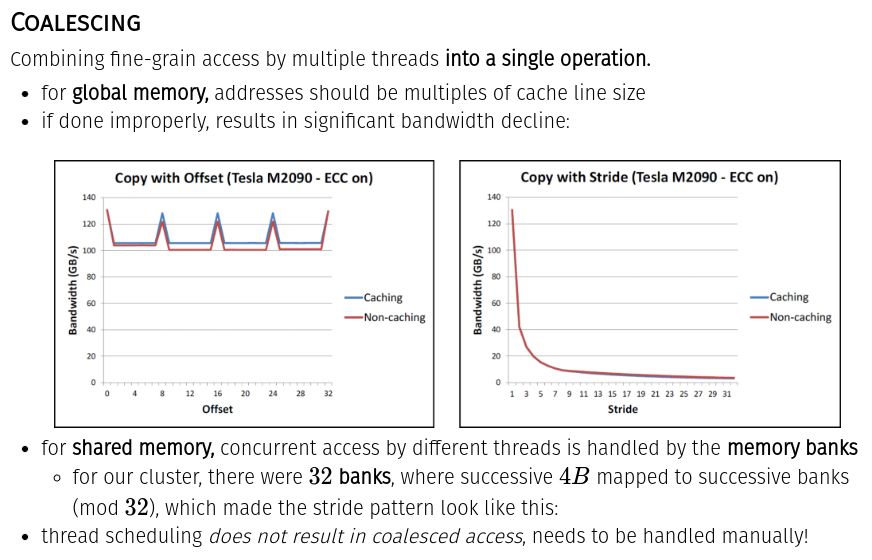 COALESCING
Combining fine-grain access by multiple threads into a single operation.
• for global memory, addresses should be multiples of cache line size
• if done improperly, results in significant bandwidth decline:
Copy with Offset (Tesla M2090 - ECC on)
140
120
100
80
60
40
20
0
Bandwidth (GB/s)
0 4 8 12 16 20 24 28 32
Offset
Caching
Non-caching
Copy with Stride (Tesla M2090 - ECC on)
140
120
100
80
60
40
20
0
Bandwidth (GB/s)
1 3 5 7 9 11 13 15 17 19 21 23 25 27 29 31
Stride
Caching
Non-caching
• for shared memory, concurrent access by different threads is handled by the memory banks
◦ for our cluster, there were 32 banks, where successive 4B mapped to successive banks
(mod 32), which made the stride pattern look like this:
• thread scheduling does not result in coalesced access, needs to be handled manually!